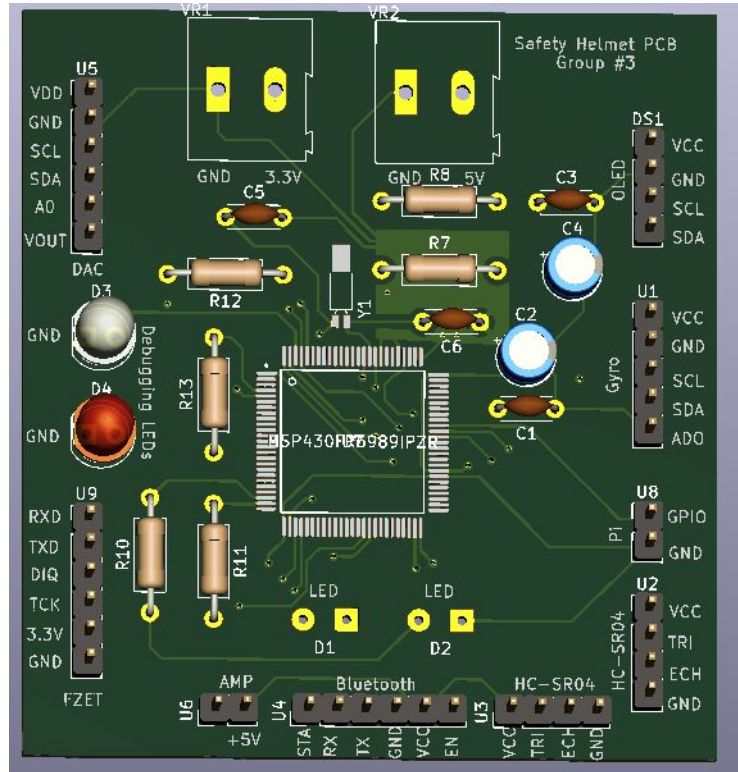 VR1
VR2
Safety Helmet PCB
Group #3
U5
VDD
GND
SCL
SDA
A0
VOUT
DAC
GND 3.3V
GND 5V
DS1
VCC
GND
SCL
SDA
OLED
C5
R8
C3
C4
R7
R12
Y1
C6
C2
C1
D3
GND
D4
GND
Debugging LEDs
R13
U1
VCC
GND
SCL
SDA
ADO
Gyro
U9
RXD
TXD
DIQ
TCK
3.3V
GND
FZET
R10
R11
U8
GPIO
GND
Pi
LED
D1
LED
D2
U2
VCC
TRI
ECH
GND
HC-SR04
AMP
U6
+5V
Bluetooth
U4
STA
RX
TX
GND
VCC
EN
HC-SR04
U3
VCC
TRI
ECH
GND